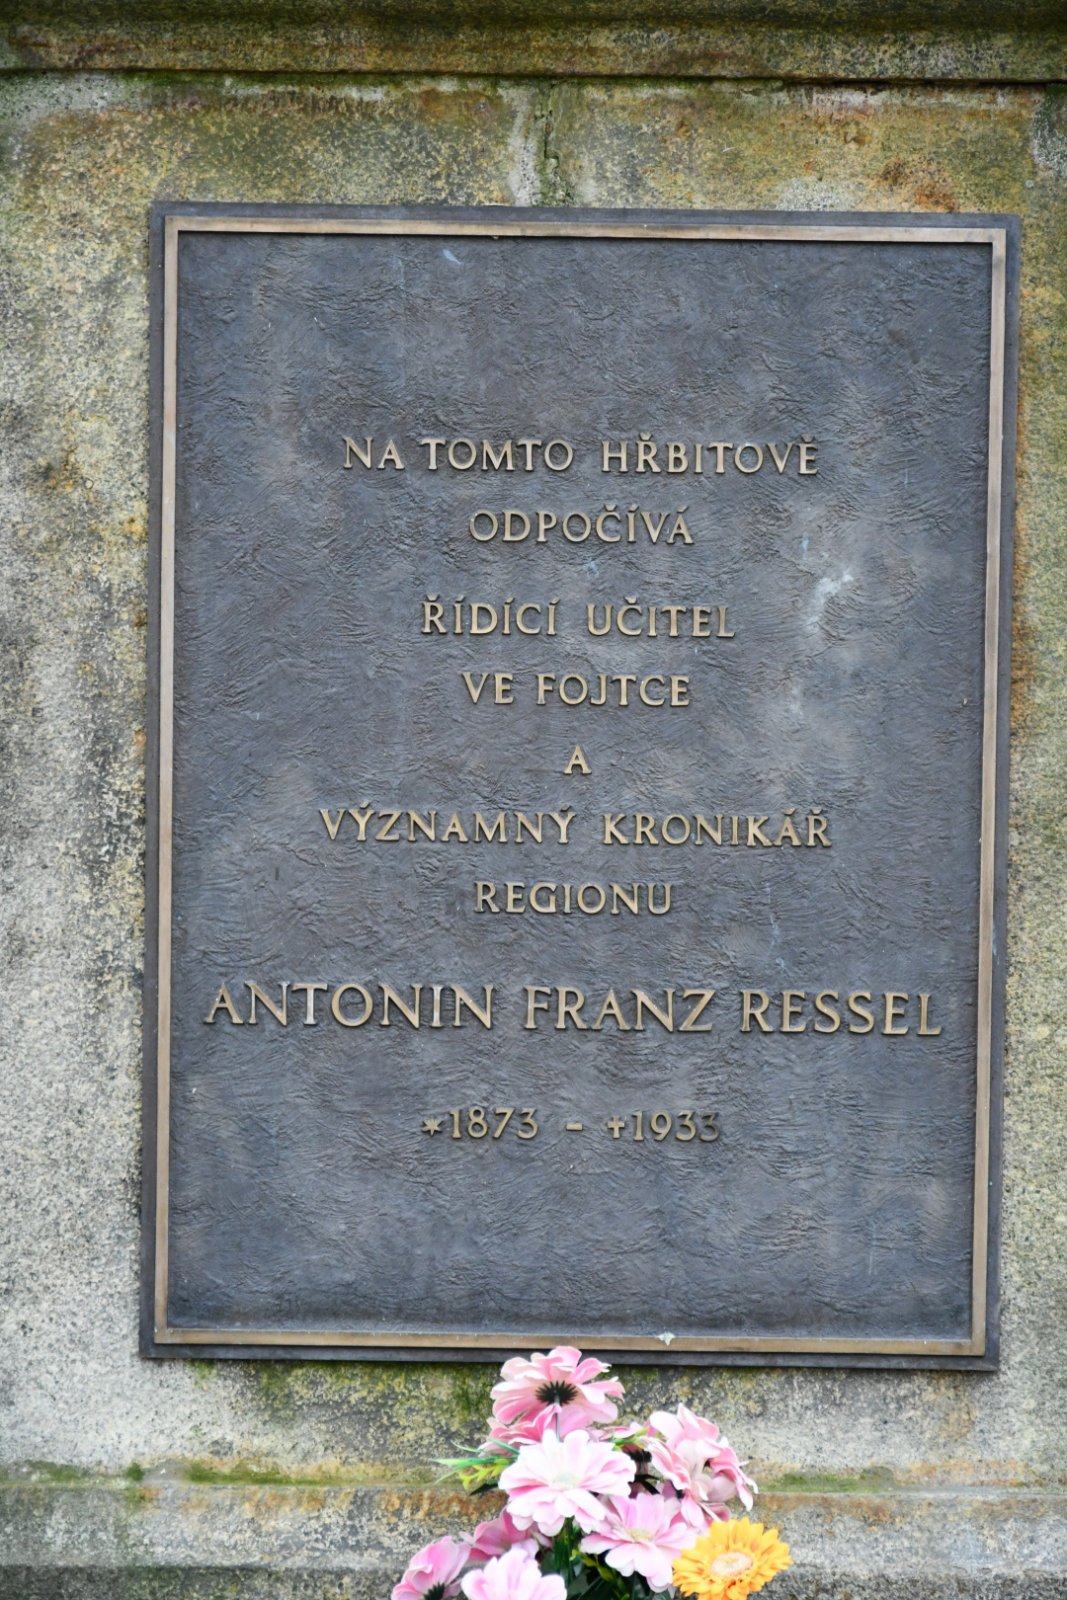 NA TOMTO HŘBITOVĚ
ODPOČÍVÁ
ŘÍDÍCÍ UČITEL
VE FOJTCE
A
VÝZNAMNÝ KRONIKÁŘ
REGIONU
ANTONIN FRANZ RESSEL
*1873 - +1933